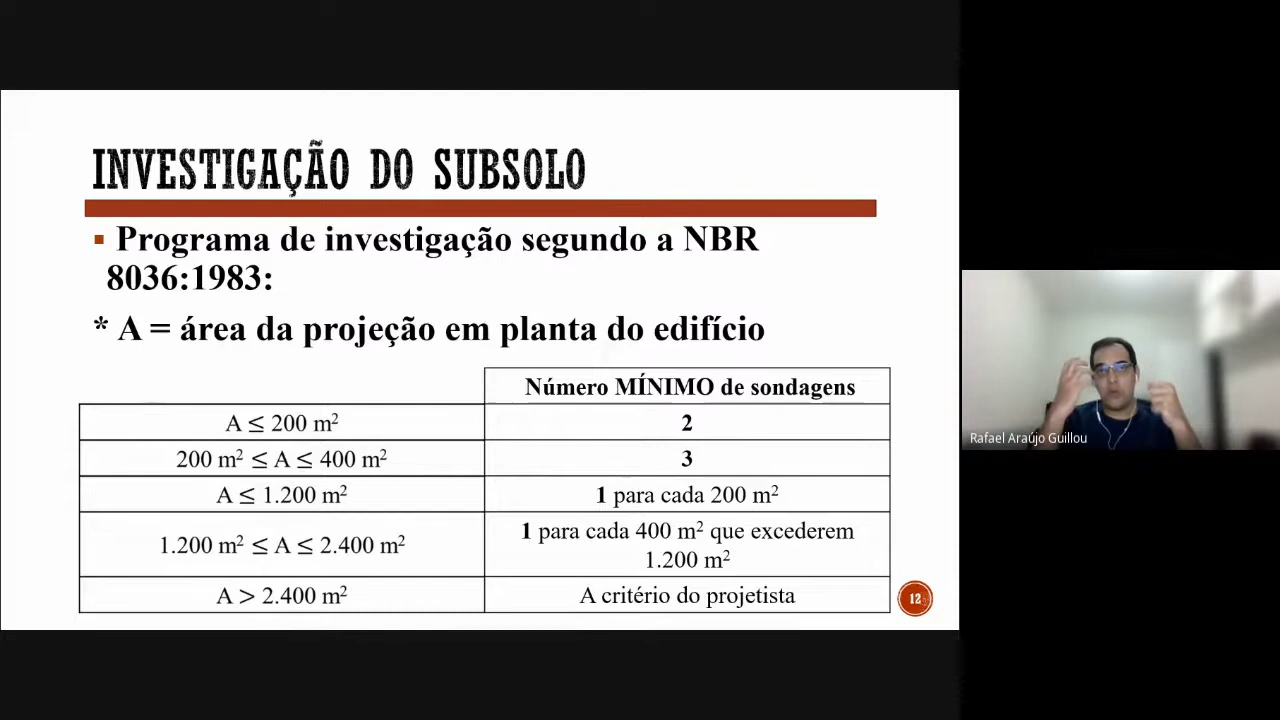 INVESTIGAÇÃO DO SUBSOLO
▪ Programa de investigação segundo a NBR
8036:1983:
* A = área da projeção em planta do edifício
Número MÍNIMO de sondagens
A ≤ 200 m² 2
200 m² ≤ A ≤ 400 m² 3
A ≤ 1.200 m² 1 para cada 200 m²
1.200 m² ≤ A ≤ 2.400 m² 1 para cada 400 m² que excederem
1.200 m²
A > 2.400 m² A critério do projetista
12
Rafael Araújo Guillou